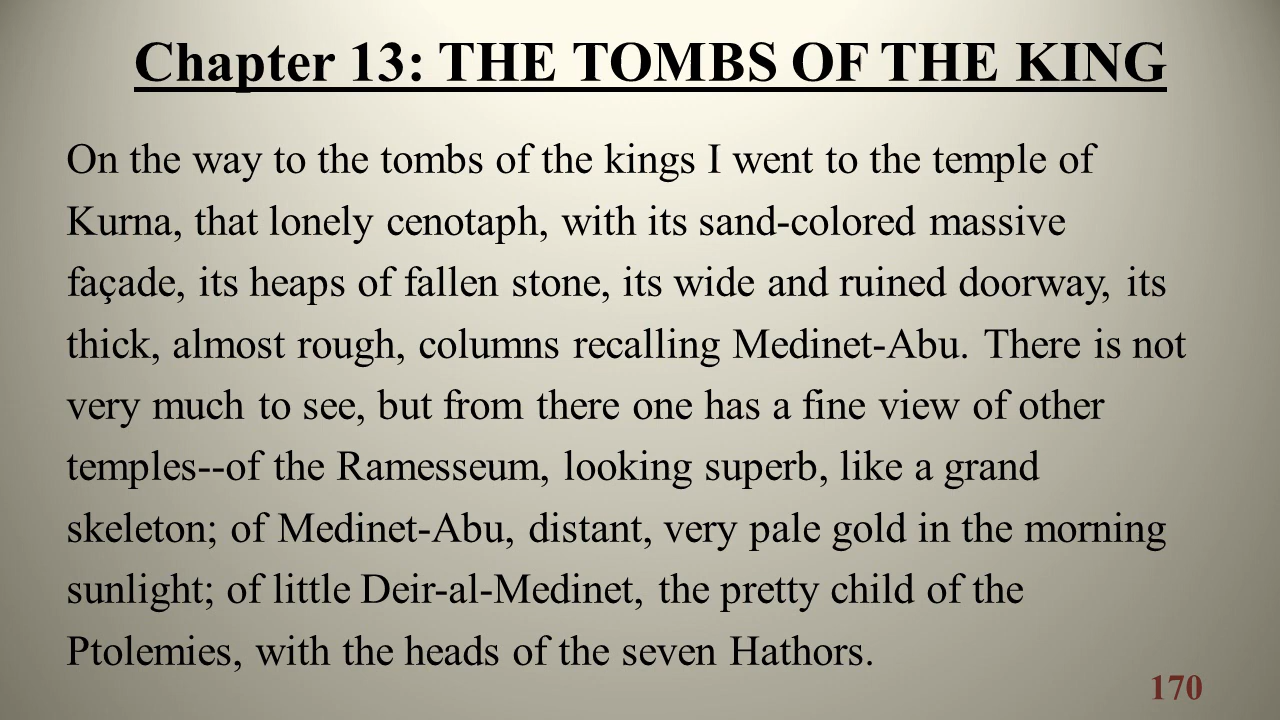 Chapter 13: THE TOMBS OF THE KING
On the way to the tombs of the kings I went to the temple of
Kurna, that lonely cenotaph, with its sand-colored massive
façade, its heaps of fallen stone, its wide and ruined doorway, its
thick, almost rough, columns recalling Medinet-Abu. There is not
very much to see, but from there one has a fine view of other
temples--of the Ramesseum, looking superb, like a grand
skeleton; of Medinet-Abu, distant, very pale gold in the morning
sunlight; of little Deir-al-Medinet, the pretty child of the
Ptolemies, with the heads of the seven Hathors.
170